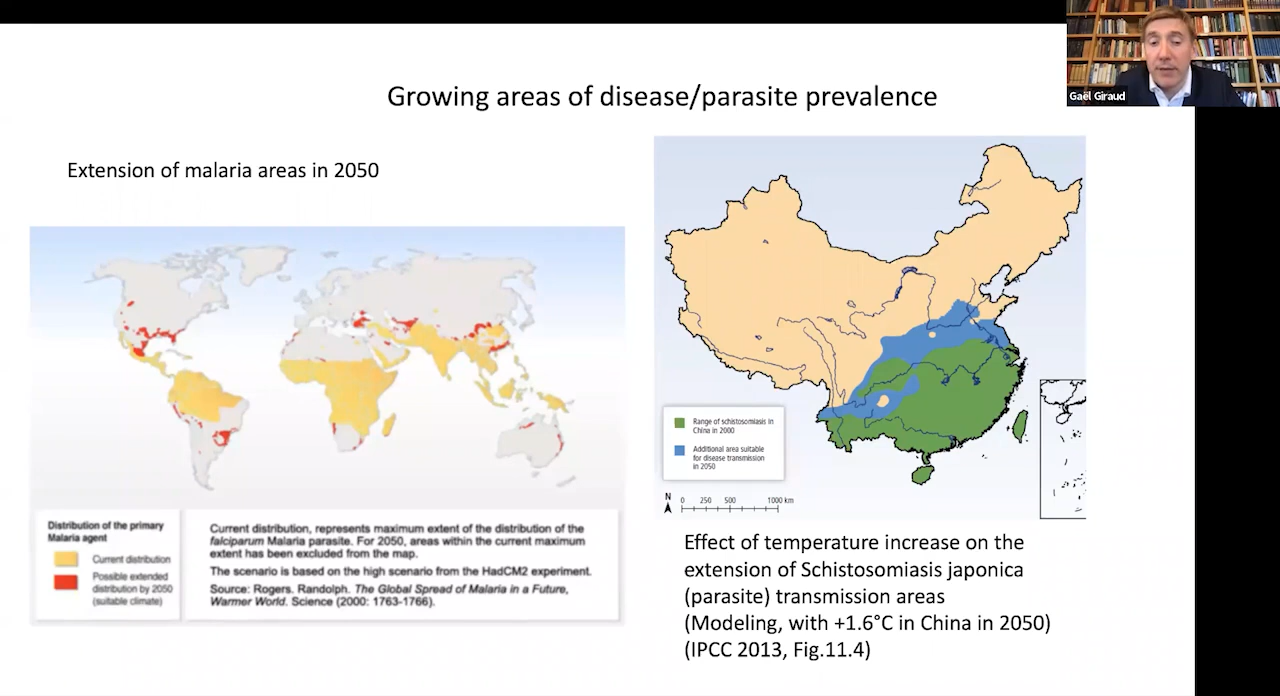 Gaël Giraud
Growing areas of disease/parasite prevalence
Extension of malaria areas in 2050
Distribution of the primary
Malaria agent
Current distribution
Possible extended
distribution by 2050
(suitable climate)
Current distribution, represents maximum extent of the distribution of the
falciparum Malaria parasite. For 2050, areas within the current maximum
extent has been excluded from the map.
The scenario is based on the high scenario from the HadCM2 experiment.
Source: Rogers. Randolph. The Global Spread of Malaria in a Future,
Warmer World. Science (2000: 1763-1766).
Range of schistosomiasis in
China in 2000
Additional area suitable
for disease transmission
in 2050
N
0 250 500 1000 km
Effect of temperature increase on the
extension of Schistosomiasis japonica
(parasite) transmission areas
(Modeling, with +1.6°C in China in 2050)
(IPCC 2013, Fig.11.4)